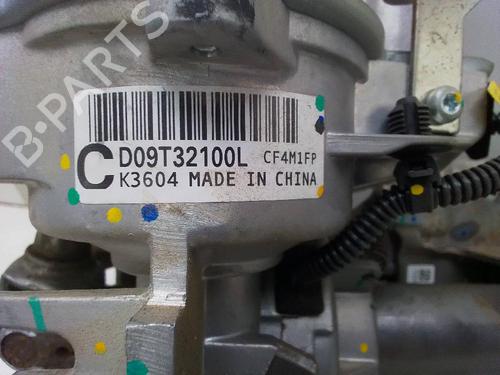 B-PARTS
C D09T32100L CF4M1FP
K3604 MADE IN CHINA